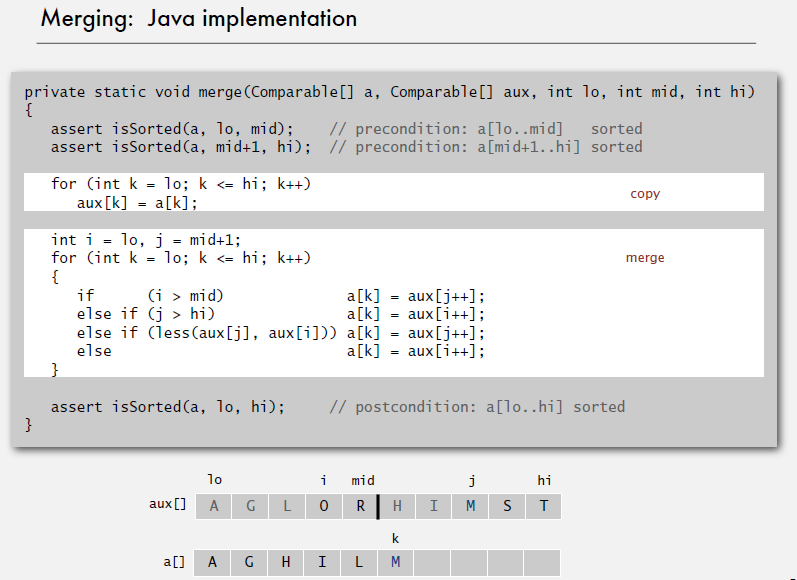 Merging:  Java implementation
private static void merge(Comparable[] a, Comparable[] aux, int lo, int mid, int hi)
{
   assert isSorted(a, lo, mid);    // precondition: a[lo..mid]   sorted
   assert isSorted(a, mid+1, hi);  // precondition: a[mid+1..hi] sorted
   for (int k = lo; k <= hi; k++)
      aux[k] = a[k];
copy
   int i = lo, j = mid+1;
   for (int k = lo; k <= hi; k++)
merge
   {
      if      (i > mid)              a[k] = aux[j++];
      else if (j > hi)               a[k] = aux[i++];
      else if (less(aux[j], aux[i])) a[k] = aux[j++];
      else                           a[k] = aux[i++];
   }
   assert isSorted(a, lo, hi);     // postcondition: a[lo..hi] sorted
}
lo i mid j hi
aux[] A G L O R H I M S T
k
a[] A G H I L M